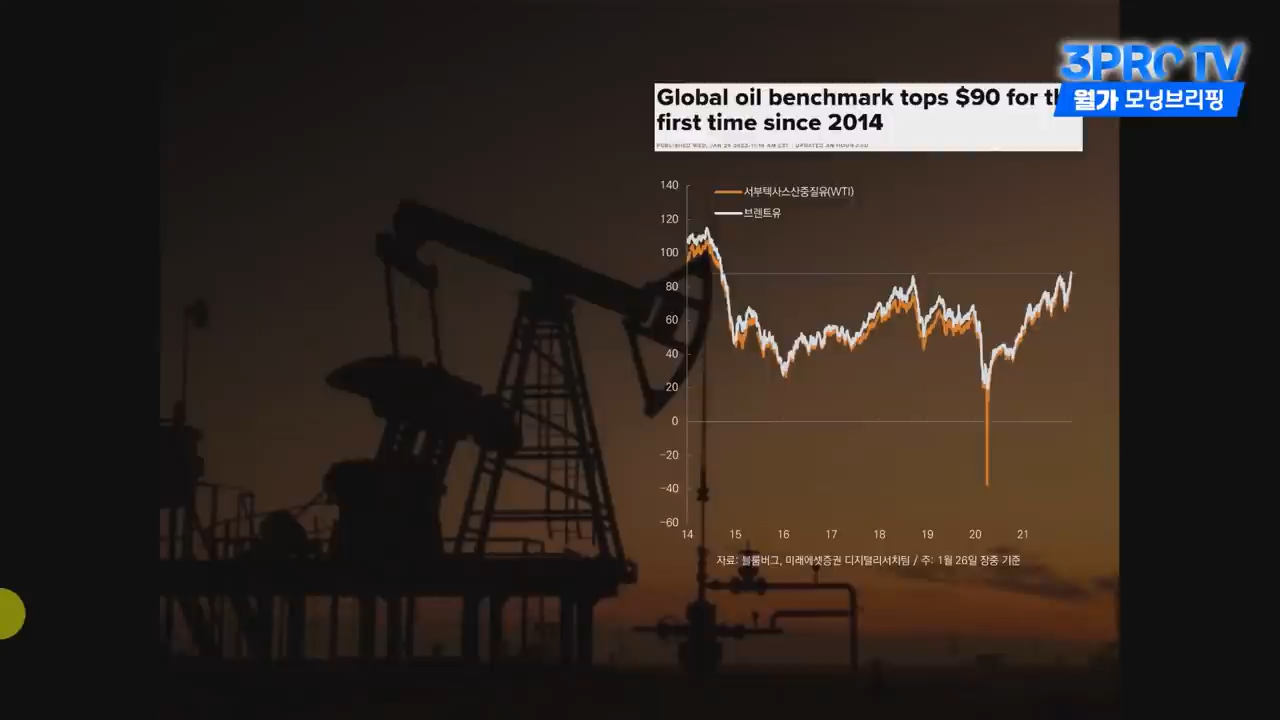 3PRO TV
월가 모닝브리핑
Global oil benchmark tops $90 for th
first time since 2014
서부텍사스산중질유(WTI)
브렌트유
140
120
100
80
60
40
20
0
−20
−40
−60
14 15 16 17 18 19 20 21
자료: 블룸버그, 미래에셋증권 디지털리서치팀 / 주: 1월 26일 장중 기준